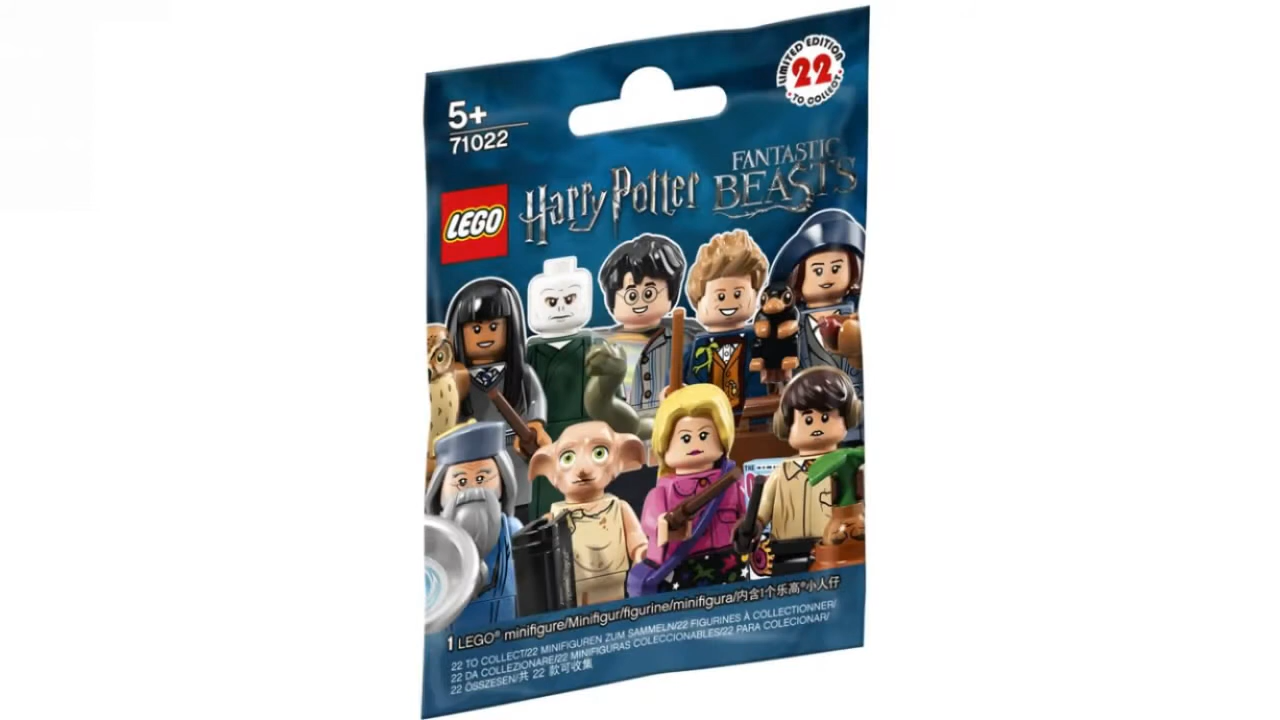 LIMITED EDITION
22
• TO COLLECT •
5+
71022
LEGO
Harry Potter
FANTASTIC
BEASTS
THE
1 LEGO® minifigure/Minifigur/figurine/minifigura/内含1个乐高®小人仔
22 TO COLLECT/22 MINIFIGUREN ZUM SAMMELN/22 FIGURINES À COLLECTIONNER/
22 DA COLLEZIONARE/22 MINIFIGURAS COLECCIONABLES/22 PARA COLECIONAR/
22 ÖSSZESEN/共 22 款可收集